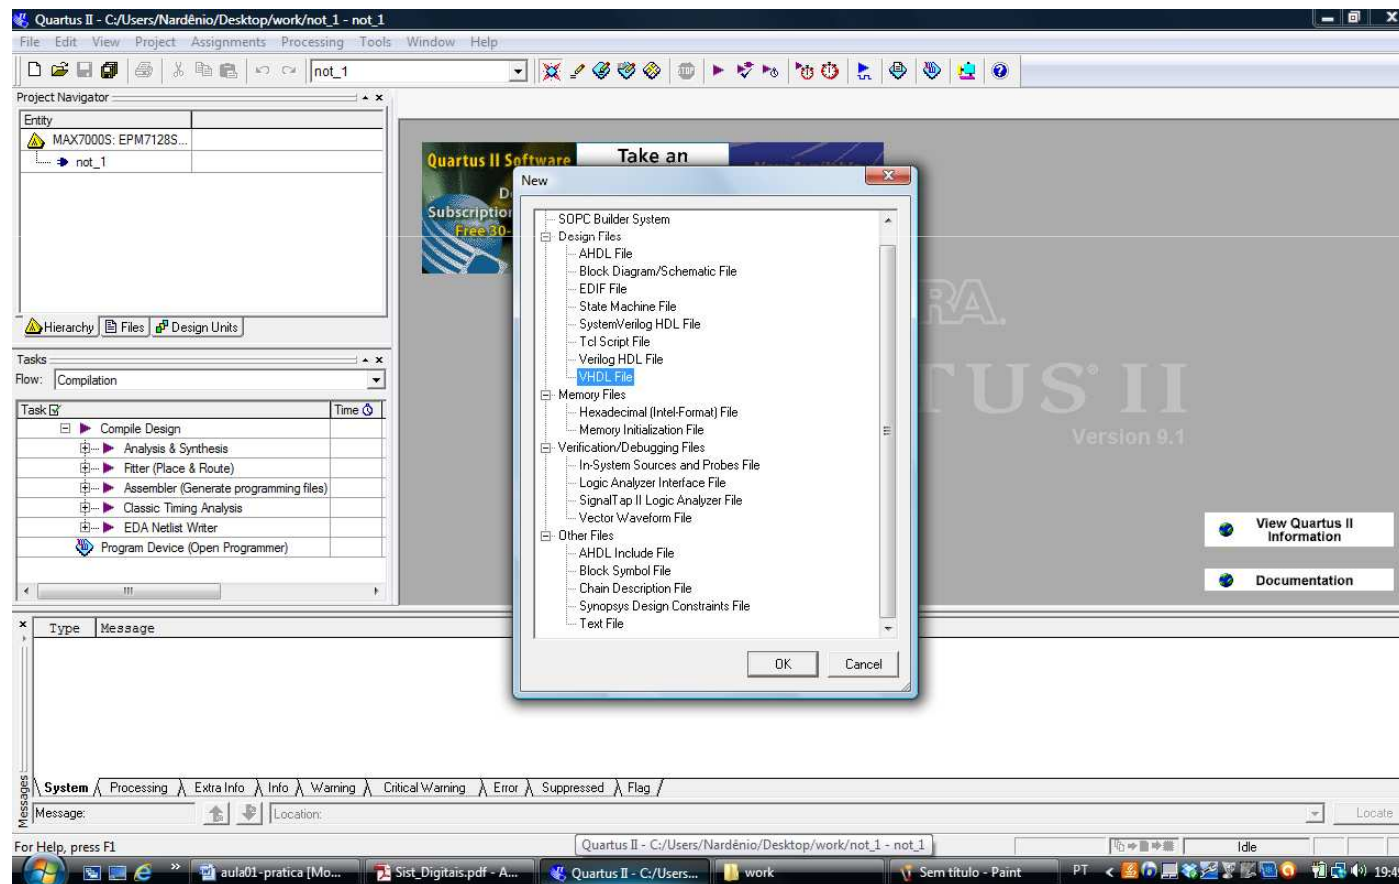 Quartus II - C:/Users/Nardênio/Desktop/work/not_1 - not_1
File Edit View Project Assignments Processing Tools Window Help
not_1
Project Navigator
Entity
MAX7000S: EPM7128S...
not_1
Hierarchy Files Design Units
Tasks
Flow: Compilation
Task Time
Compile Design
Analysis & Synthesis
Fitter (Place & Route)
Assembler (Generate programming files)
Classic Timing Analysis
EDA Netlist Writer
Program Device (Open Programmer)
Quartus II Software
Take an
Subscription
Free 30-
New
SOPC Builder System
Design Files
AHDL File
Block Diagram/Schematic File
EDIF File
State Machine File
SystemVerilog HDL File
Tcl Script File
Verilog HDL File
VHDL File
Memory Files
Hexadecimal (Intel-Format) File
Memory Initialization File
Verification/Debugging Files
In-System Sources and Probes File
Logic Analyzer Interface File
SignalTap II Logic Analyzer File
Vector Waveform File
Other Files
AHDL Include File
Block Symbol File
Chain Description File
Synopsys Design Constraints File
Text File
OK Cancel
RA.
TUS® II
Version 9.1
View Quartus II
Information
Documentation
Type Message
System Processing Extra Info Info Warning Critical Warning Error Suppressed Flag
Messages
Message: Location: Locate
For Help, press F1
Quartus II - C:/Users/Nardênio/Desktop/work/not_1 - not_1
Idle
aula01-pratica [Mo... Sist_Digitais.pdf - A... Quartus II - C:/Users... work Sem título - Paint PT